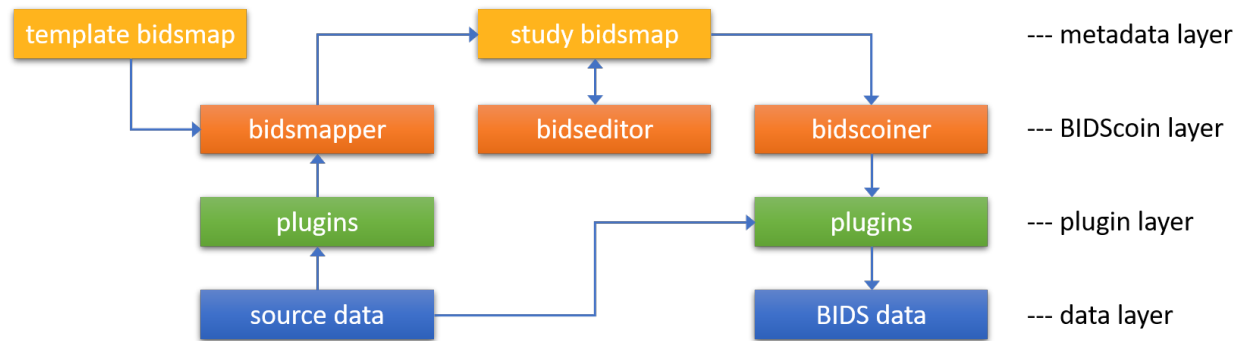 template bidsmap
study bidsmap
--- metadata layer
bidsmapper
bidseditor
bidscoiner
--- BIDScoin layer
plugins
plugins
--- plugin layer
source data
BIDS data
--- data layer